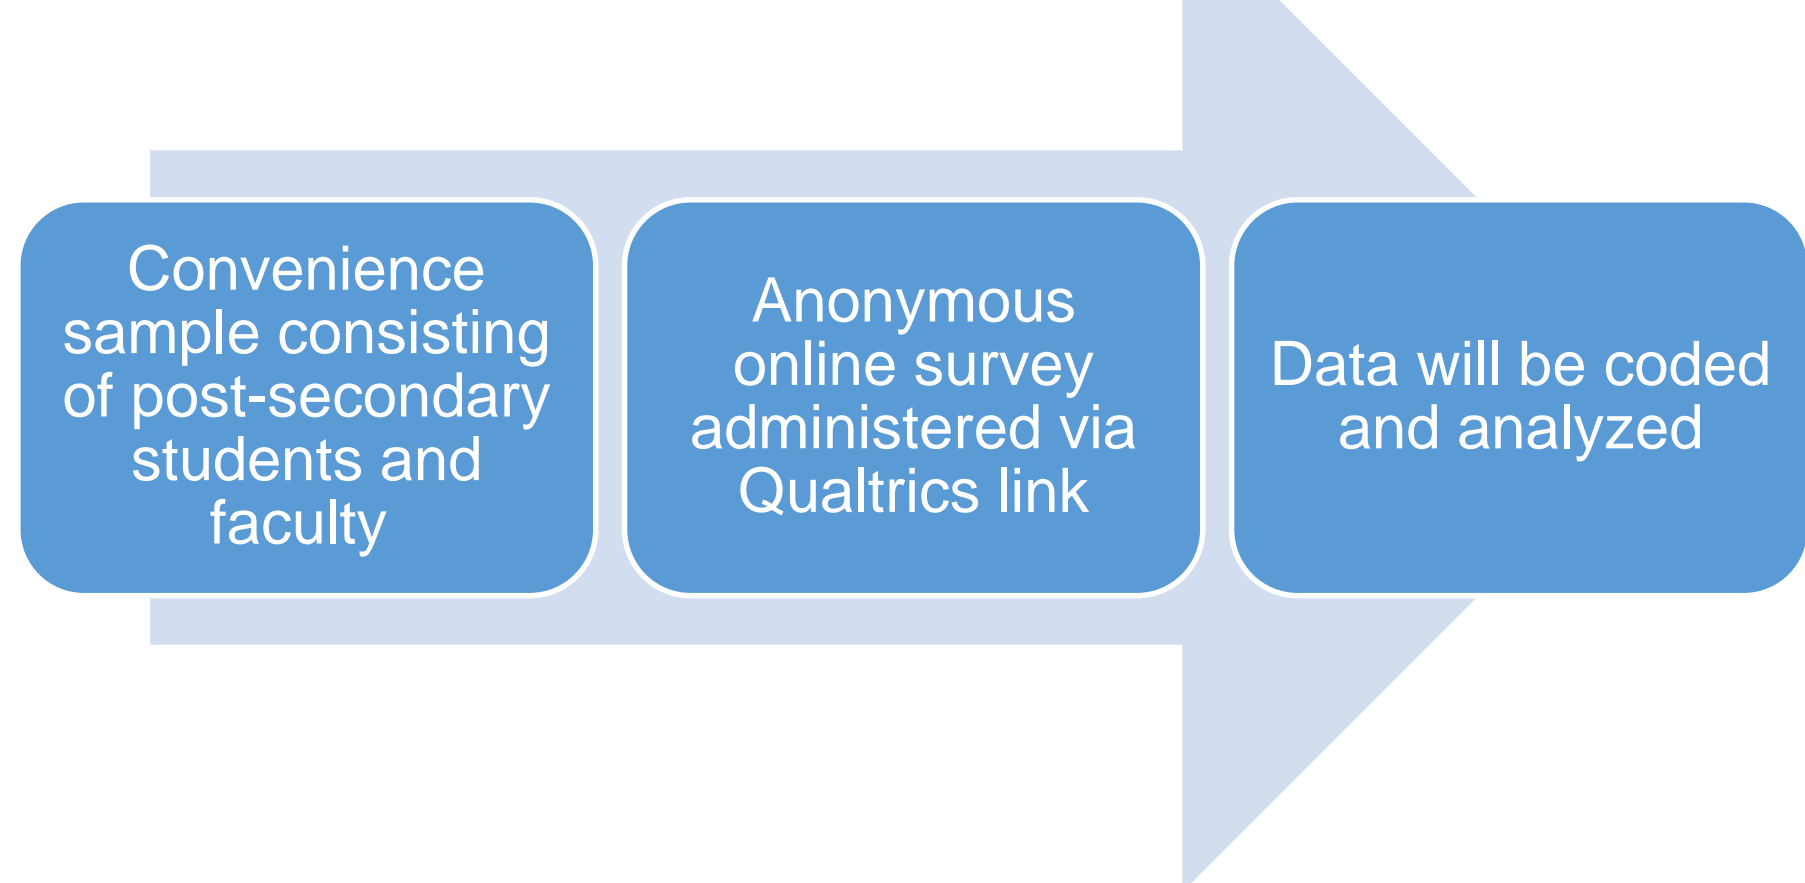 Convenience
sample consisting
of post-secondary
students and
faculty
Anonymous
online survey
administered via
Qualtrics link
Data will be coded
and analyzed